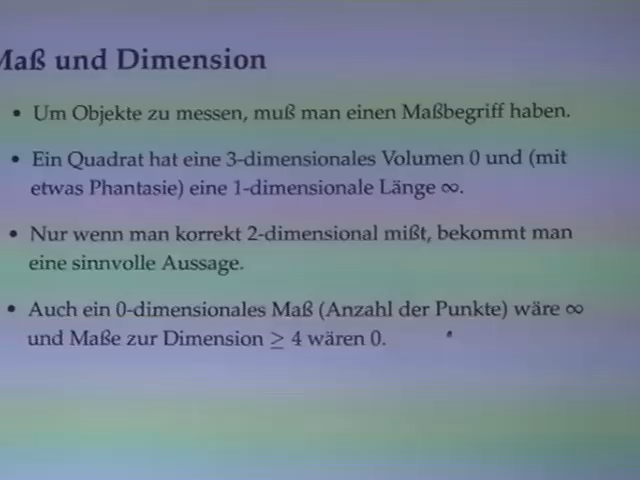 Maß und Dimension
• Um Objekte zu messen, muß man einen Maßbegriff haben.
• Ein Quadrat hat eine 3-dimensionales Volumen 0 und (mit
etwas Phantasie) eine 1-dimensionale Länge ∞.
• Nur wenn man korrekt 2-dimensional mißt, bekommt man
eine sinnvolle Aussage.
• Auch ein 0-dimensionales Maß (Anzahl der Punkte) wäre ∞
und Maße zur Dimension ≥ 4 wären 0.